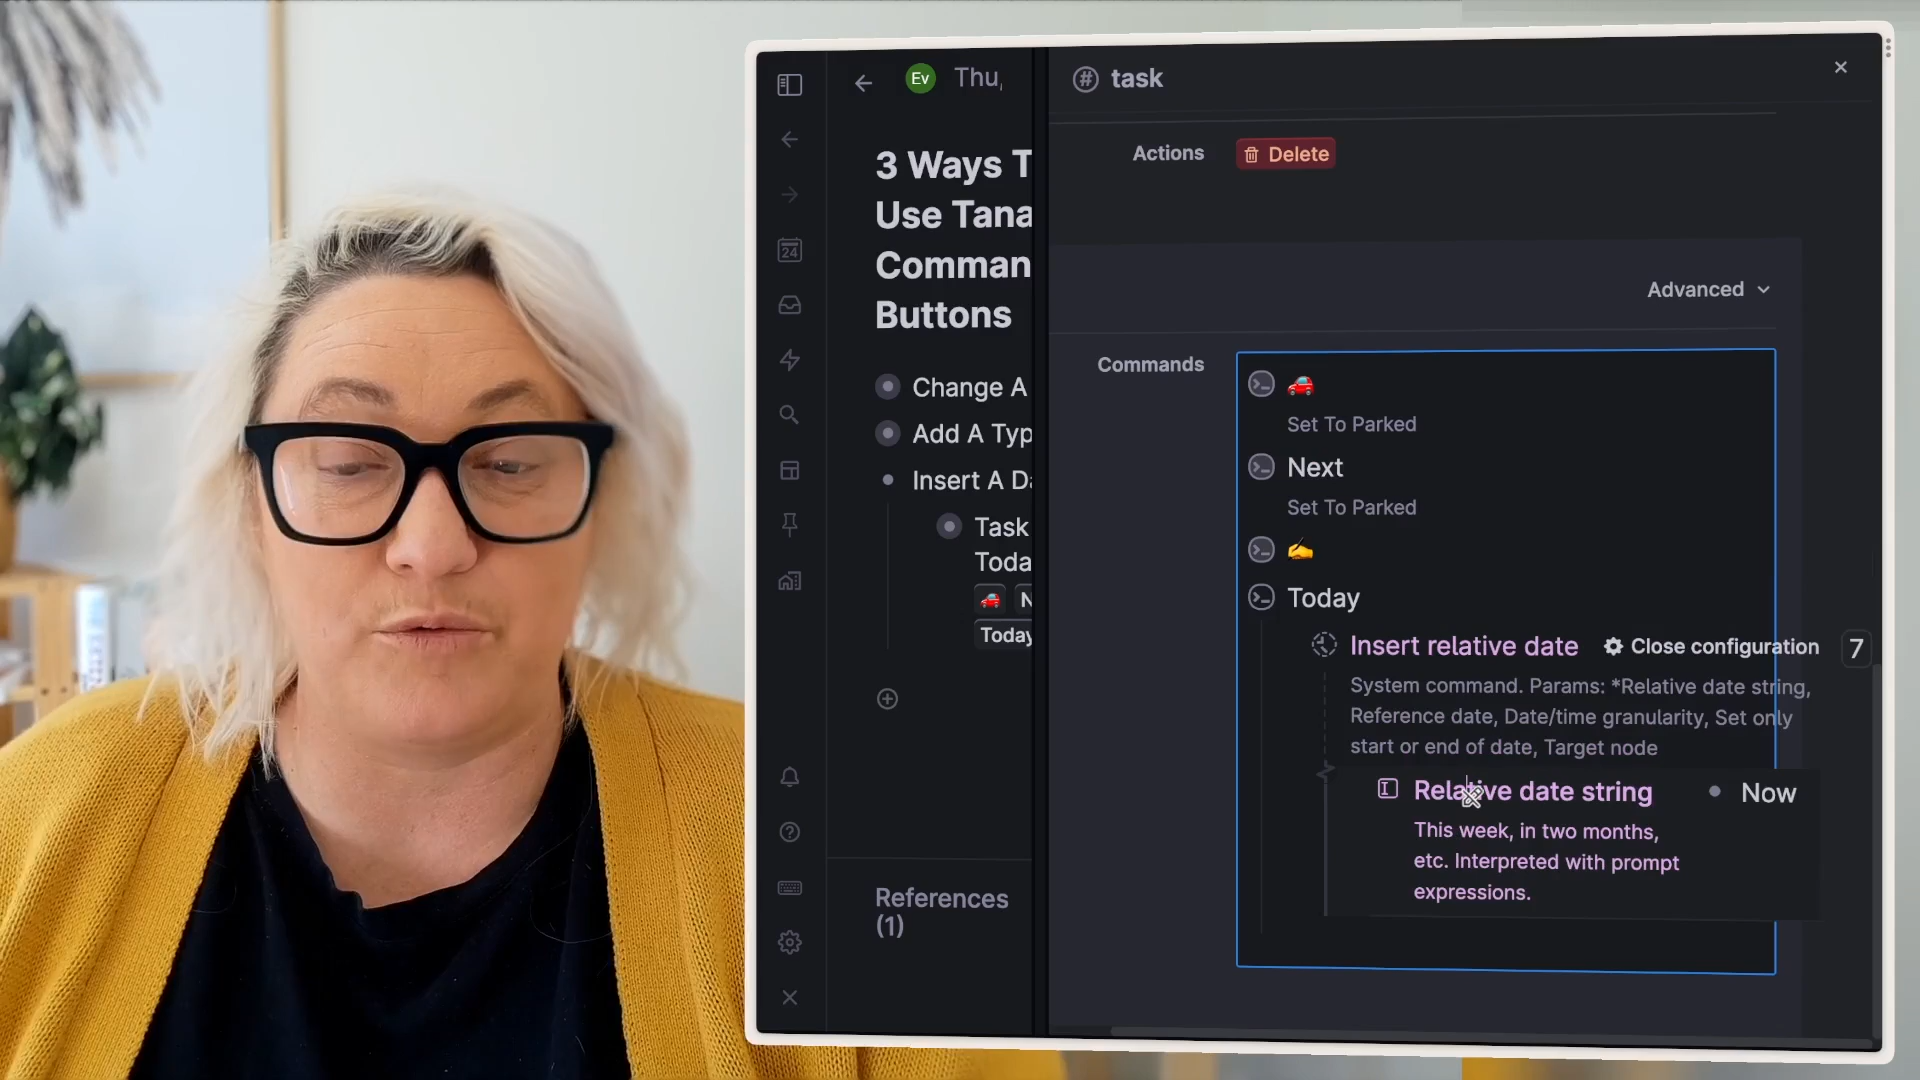 Ev Thu,
# task
3 Ways T
Use Tana
Comman
Buttons
Change A
Add A Typ
Insert A Da
Task
Toda
N
Today
References
(1)
24
Actions
Delete
Advanced
Commands
Set To Parked
Next
Set To Parked
Today
Insert relative date
Close configuration
7
System command. Params: *Relative date string,
Reference date, Date/time granularity, Set only
start or end of date, Target node
Relative date string
Now
This week, in two months,
etc. Interpreted with prompt
expressions.